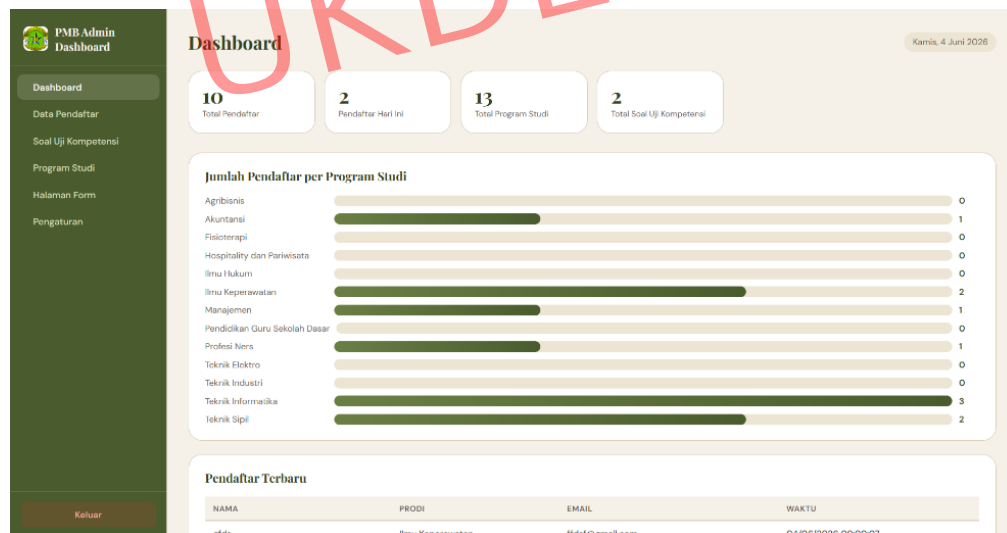 UKDL
PMB Admin
Dashboard
Dashboard
Kamis, 4 Juni 2026
Dashboard
Data Pendaftar
Soal Uji Kompetensi
Program Studi
Halaman Form
Pengaturan
Keluar
10
Total Pendaftar
2
Pendaftar Hari Ini
13
Total Program Studi
2
Total Soal Uji Kompetensi
Jumlah Pendaftar per Program Studi
Agribisnis 0
Akuntansi 1
Fisioterapi 0
Hospitality dan Pariwisata 0
Ilmu Hukum 0
Ilmu Keperawatan 2
Manajemen 1
Pendidikan Guru Sekolah Dasar 0
Profesi Ners 1
Teknik Elektro 0
Teknik Industri 0
Teknik Informatika 3
Teknik Sipil 2
Pendaftar Terbaru
NAMA PRODI EMAIL WAKTU
Ilmu Keperawatan